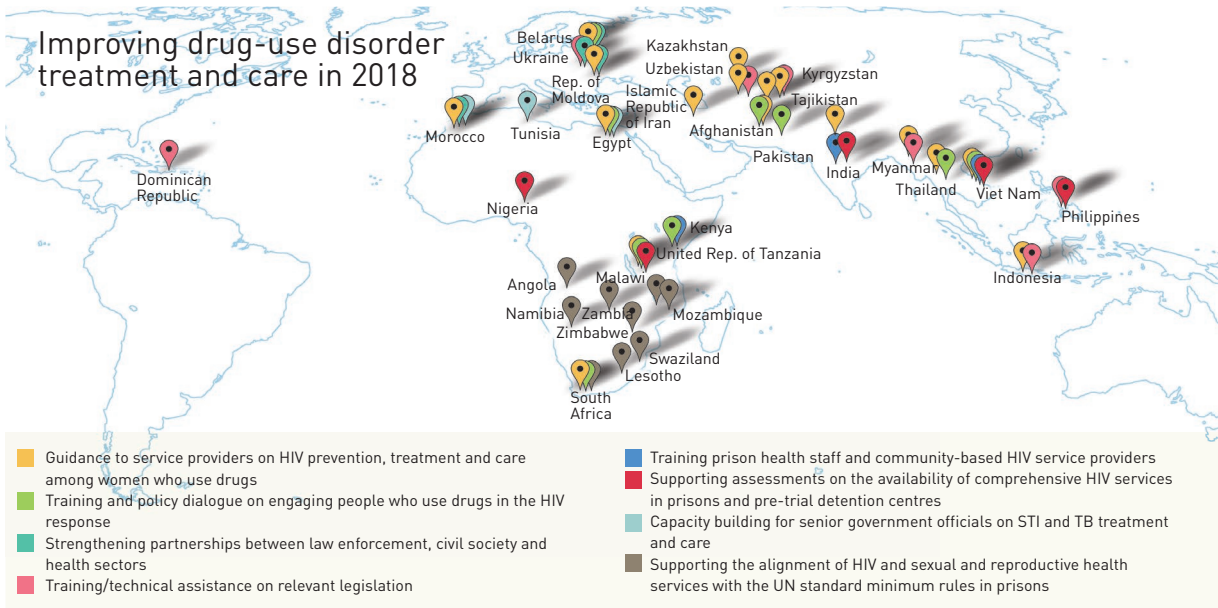 Improving drug-use disorder
treatment and care in 2018
Belarus
Ukraine
Rep. of
Moldova
Kazakhstan
Uzbekistan
Kyrgyzstan
Islamic
Republic
of Iran
Tajikistan
Morocco
Tunisia
Egypt
Afghanistan
Pakistan
India
Myanmar
Thailand
Viet Nam
Philippines
Dominican
Republic
Nigeria
Kenya
United Rep. of Tanzania
Indonesia
Angola
Malawi
Namibia
Zambia
Mozambique
Zimbabwe
Swaziland
Lesotho
South
Africa
Guidance to service providers on HIV prevention, treatment and care
among women who use drugs
Training and policy dialogue on engaging people who use drugs in the HIV
response
Strengthening partnerships between law enforcement, civil society and
health sectors
Training/technical assistance on relevant legislation
Training prison health staff and community-based HIV service providers
Supporting assessments on the availability of comprehensive HIV services
in prisons and pre-trial detention centres
Capacity building for senior government officials on STI and TB treatment
and care
Supporting the alignment of HIV and sexual and reproductive health
services with the UN standard minimum rules in prisons